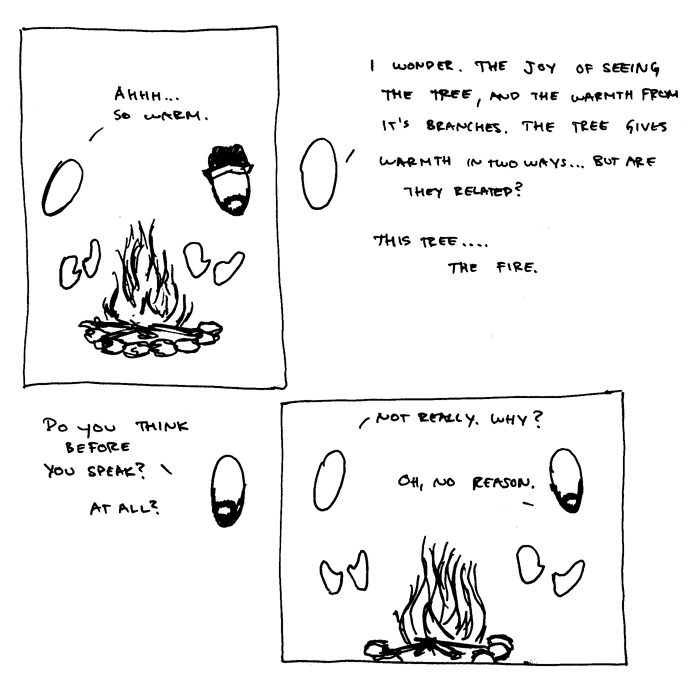 AHHH...
SO WARM.
I WONDER. THE JOY OF SEEING
THE TREE, AND THE WARMTH FROM
IT'S BRANCHES. THE TREE GIVES
WARMTH IN TWO WAYS... BUT ARE
THEY RELATED?
THIS TREE....
THE FIRE.
DO YOU THINK
BEFORE
YOU SPEAK?
AT ALL?
NOT REALLY. WHY?
OH, NO REASON.